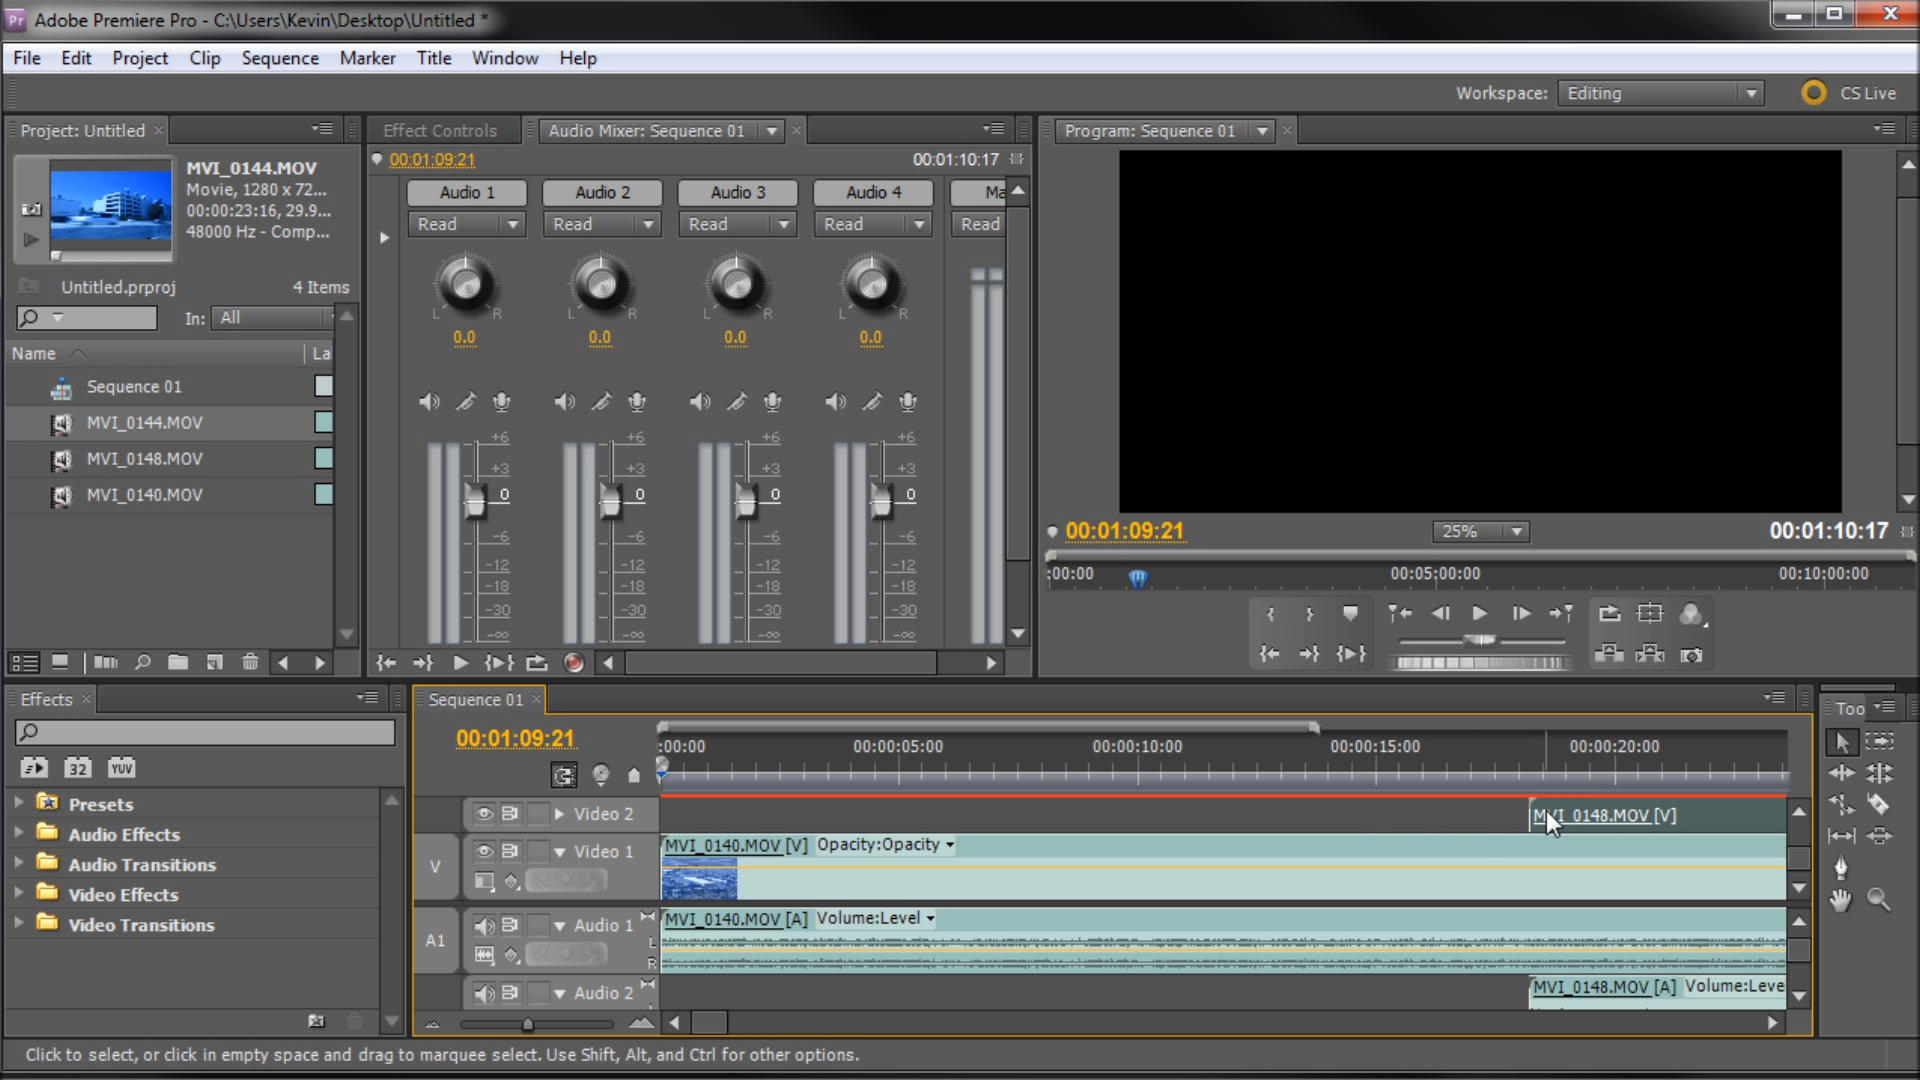 Pr Adobe Premiere Pro - C:\Users\Kevin\Desktop\Untitled *
File Edit Project Clip Sequence Marker Title Window Help
Workspace: Editing CS Live
Project: Untitled
MVI_0144.MOV
Movie, 1280 x 72...
00:00:23:16, 29.9...
48000 Hz - Comp...
Untitled.prproj 4 Items
In: All
Name La
Sequence 01
MVI_0144.MOV
MVI_0148.MOV
MVI_0140.MOV
Effect Controls Audio Mixer: Sequence 01
00:01:09:21 00:01:10:17
Audio 1 Audio 2 Audio 3 Audio 4 Ma
Read Read Read Read Read
L R L R L R L R
0.0 0.0 0.0 0.0
+6 +6 +6 +6
+3 +3 +3 +3
0 0 0 0
-6 -6 -6 -6
-12 -12 -12 -12
-18 -18 -18 -18
-30 -30 -30 -30
-∞ -∞ -∞ -∞
Program: Sequence 01
00:01:09:21 25% 00:01:10:17
:00:00 00:05:00:00 00:10:00:00
Effects
32 YUV
Presets
Audio Effects
Audio Transitions
Video Effects
Video Transitions
Sequence 01
00:01:09:21
:00:00 00:00:05:00 00:00:10:00 00:00:15:00 00:00:20:00
Video 2 MVI_0148.MOV [V]
V Video 1 MVI_0140.MOV [V] Opacity:Opacity
A1 Audio 1 L R MVI_0140.MOV [A] Volume:Level
Audio 2 MVI_0148.MOV [A] Volume:Leve
Too
Click to select, or click in empty space and drag to marquee select. Use Shift, Alt, and Ctrl for other options.